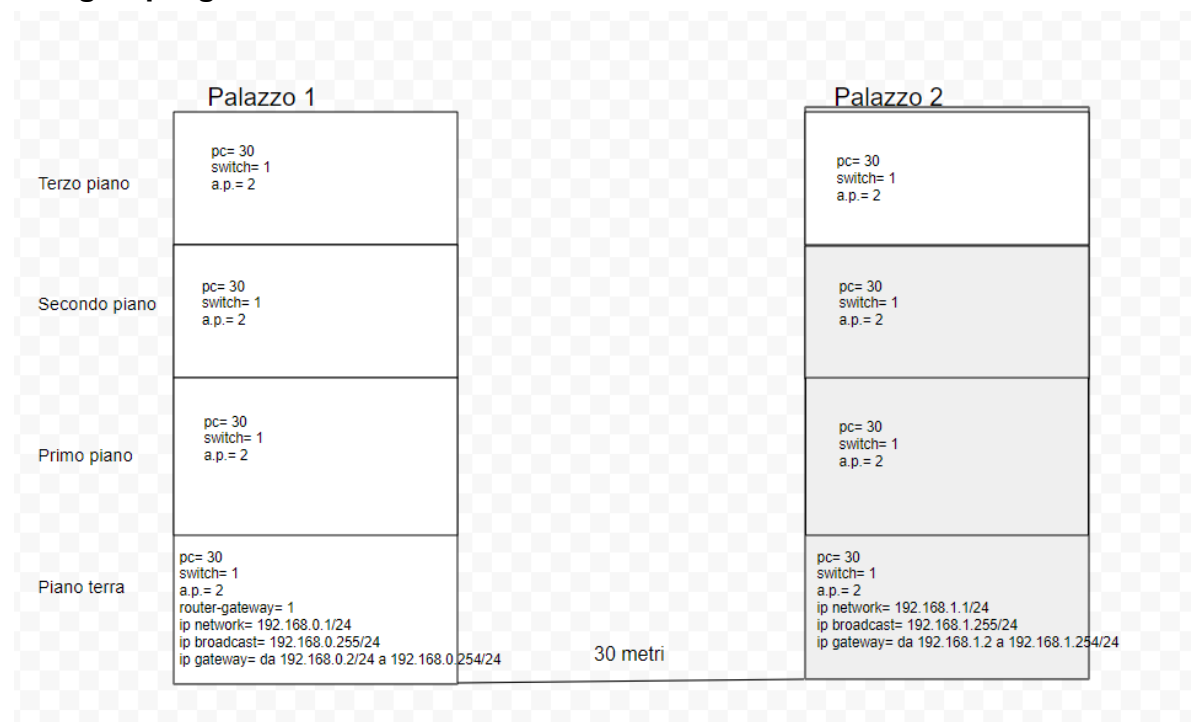 Palazzo 1
Palazzo 2
Terzo piano
pc= 30
switch= 1
a.p.= 2
pc= 30
switch= 1
a.p.= 2
Secondo piano
pc= 30
switch= 1
a.p.= 2
pc= 30
switch= 1
a.p.= 2
Primo piano
pc= 30
switch= 1
a.p.= 2
pc= 30
switch= 1
a.p.= 2
Piano terra
pc= 30
switch= 1
a.p.= 2
router-gateway= 1
ip network= 192.168.0.1/24
ip broadcast= 192.168.0.255/24
ip gateway= da 192.168.0.2/24 a 192.168.0.254/24
30 metri
pc= 30
switch= 1
a.p.= 2
ip network= 192.168.1.1/24
ip broadcast= 192.168.1.255/24
ip gateway= da 192.168.1.2 a 192.168.1.254/24